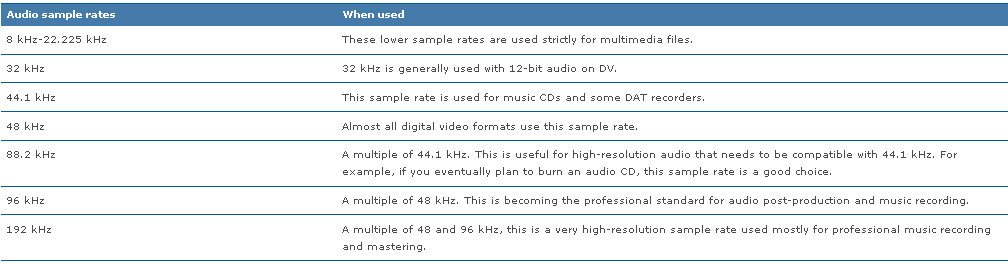 Audio sample rates When used
8 kHz-22.225 kHz These lower sample rates are used strictly for multimedia files.
32 kHz 32 kHz is generally used with 12-bit audio on DV.
44.1 kHz This sample rate is used for music CDs and some DAT recorders.
48 kHz Almost all digital video formats use this sample rate.
88.2 kHz A multiple of 44.1 kHz. This is useful for high-resolution audio that needs to be compatible with 44.1 kHz. For
example, if you eventually plan to burn an audio CD, this sample rate is a good choice.
96 kHz A multiple of 48 kHz. This is becoming the professional standard for audio post-production and music recording.
192 kHz A multiple of 48 and 96 kHz, this is a very high-resolution sample rate used mostly for professional music recording
and mastering.